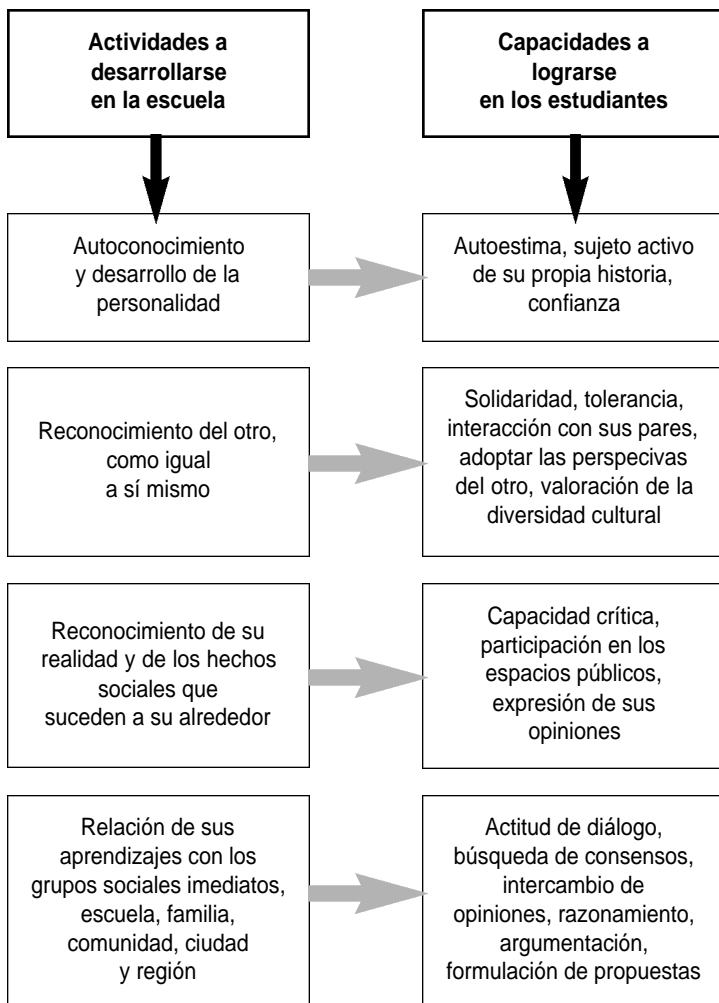 Actividades a
desarrollarse
en la escuela
Capacidades a
lograrse
en los estudiantes
Autoconocimiento
y desarrollo de la
personalidad
Autoestima, sujeto activo
de su propia historia,
confianza
Reconocimiento del otro,
como igual
a sí mismo
Solidaridad, tolerancia,
interacción con sus pares,
adoptar las perspecivas
del otro, valoración de la
diversidad cultural
Reconocimiento de su
realidad y de los hechos
sociales que
suceden a su alrededor
Capacidad crítica,
participación en los
espacios públicos,
expresión de sus
opiniones
Relación de sus
aprendizajes con los
grupos sociales imediatos,
escuela, familia,
comunidad, ciudad
y región
Actitud de diálogo,
búsqueda de consensos,
intercambio de
opiniones, razonamiento,
argumentación,
formulación de propuestas